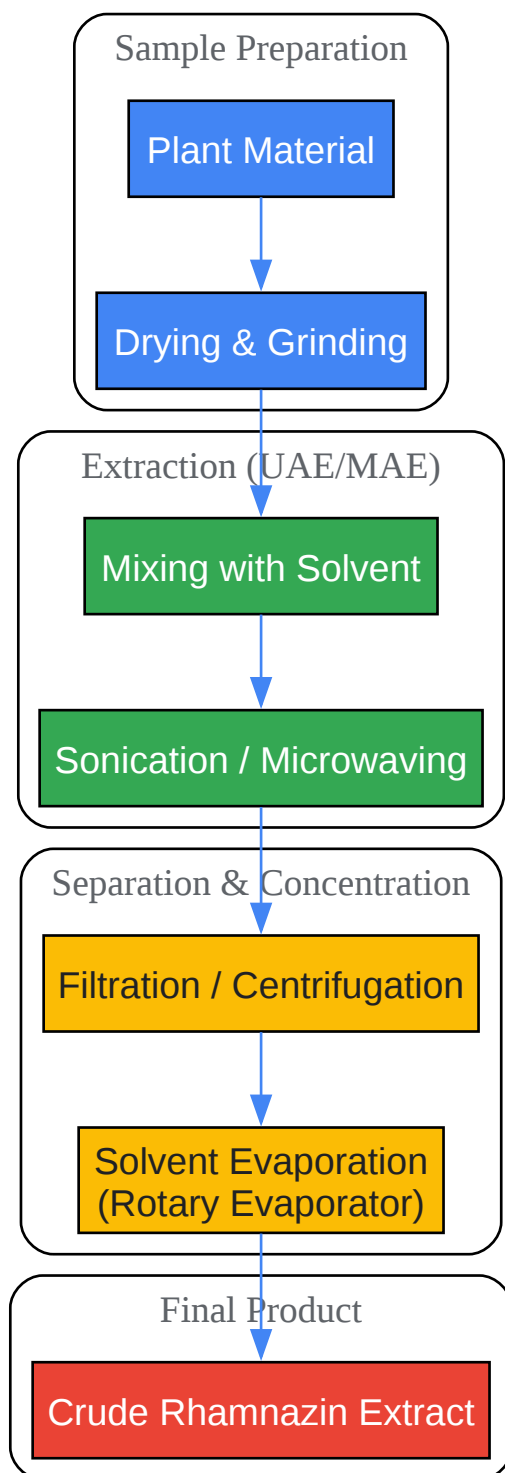 Sample Preparation
Plant Material
Drying & Grinding
Extraction (UAE/MAE)
Mixing with Solvent
Sonication / Microwaving
Separation & Concentration
Filtration / Centrifugation
Solvent Evaporation
(Rotary Evaporator)
Final Product
Crude Rhamnazin Extract